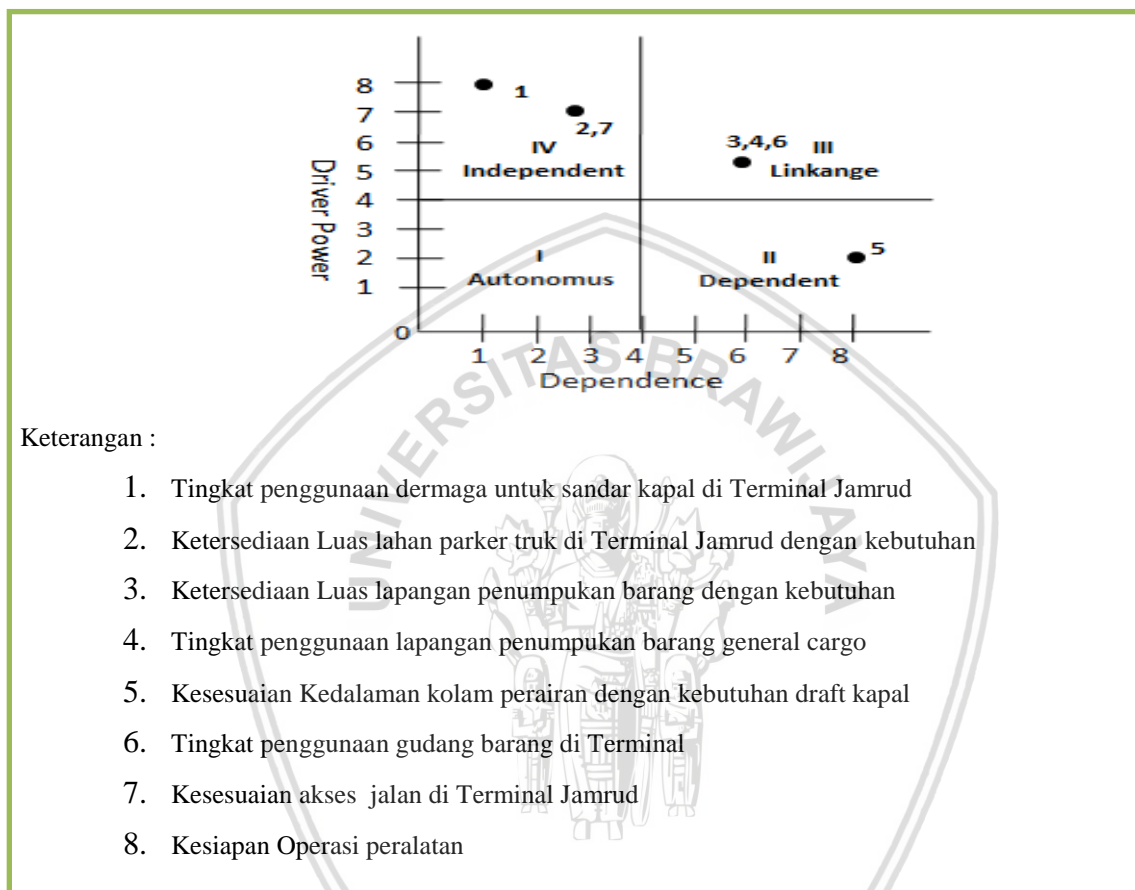 8
1
7
2,7
6
IV
3,4,6
III
5
Independent
Linkange
Driver Power
4
3
2
I
II
5
1
Autonomus
Dependent
0
1 2 3 4 5 6 7 8
Dependence
UNIVERSITAS BRAWIJAYA
Keterangan :
1. Tingkat penggunaan dermaga untuk sandar kapal di Terminal Jamrud
2. Ketersediaan Luas lahan parker truk di Terminal Jamrud dengan kebutuhan
3. Ketersediaan Luas lapangan penumpukan barang dengan kebutuhan
4. Tingkat penggunaan lapangan penumpukan barang general cargo
5. Kesesuaian Kedalaman kolam perairan dengan kebutuhan draft kapal
6. Tingkat penggunaan gudang barang di Terminal
7. Kesesuaian akses jalan di Terminal Jamrud
8. Kesiapan Operasi peralatan